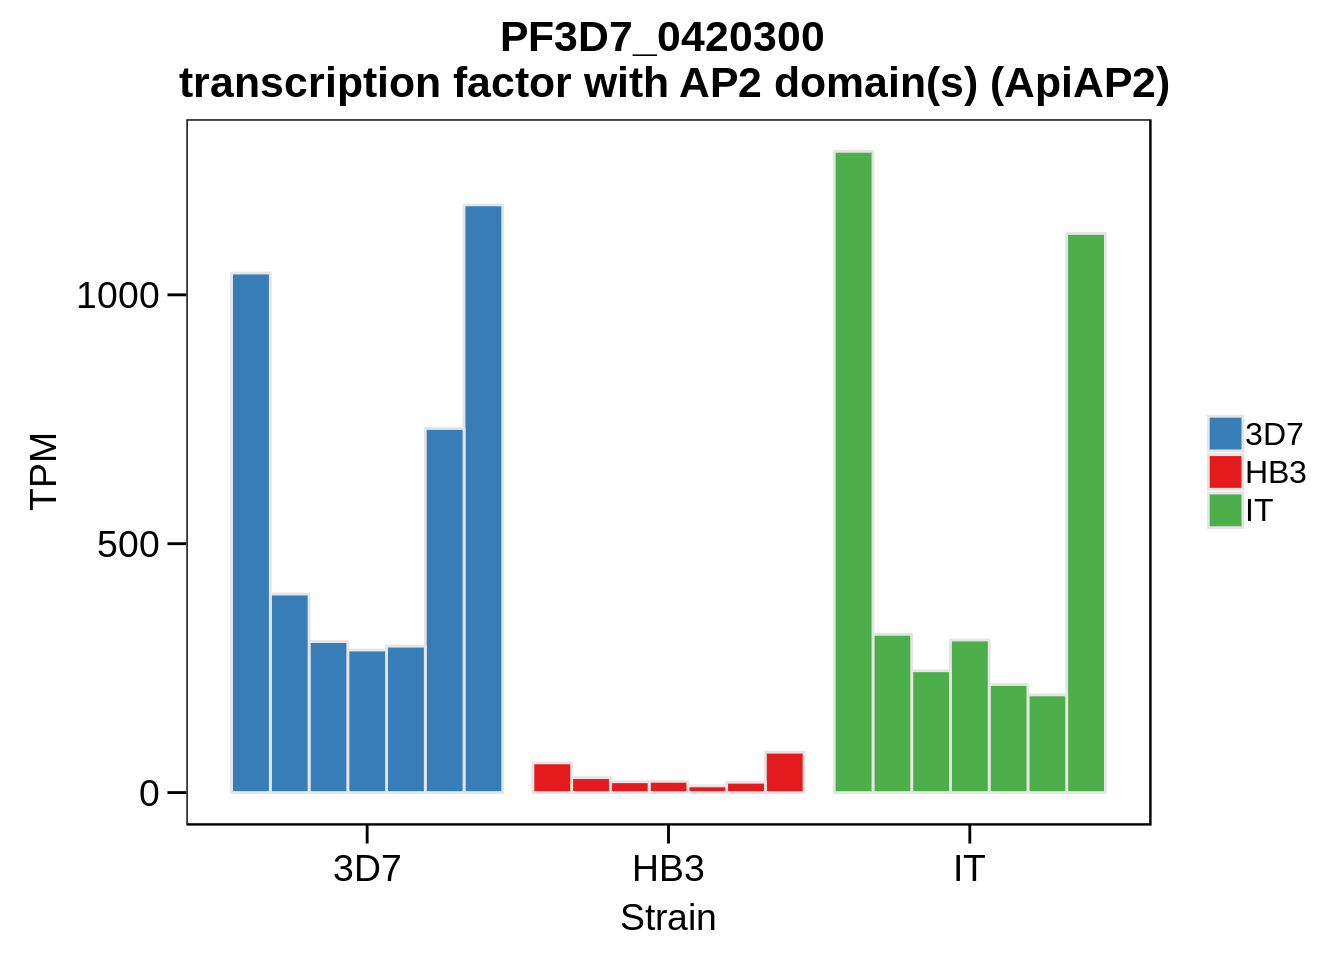 PF3D7_0420300
transcription factor with AP2 domain(s) (ApiAP2)
1000
500
0
TPM
3D7
HB3
IT
Strain
3D7
HB3
IT